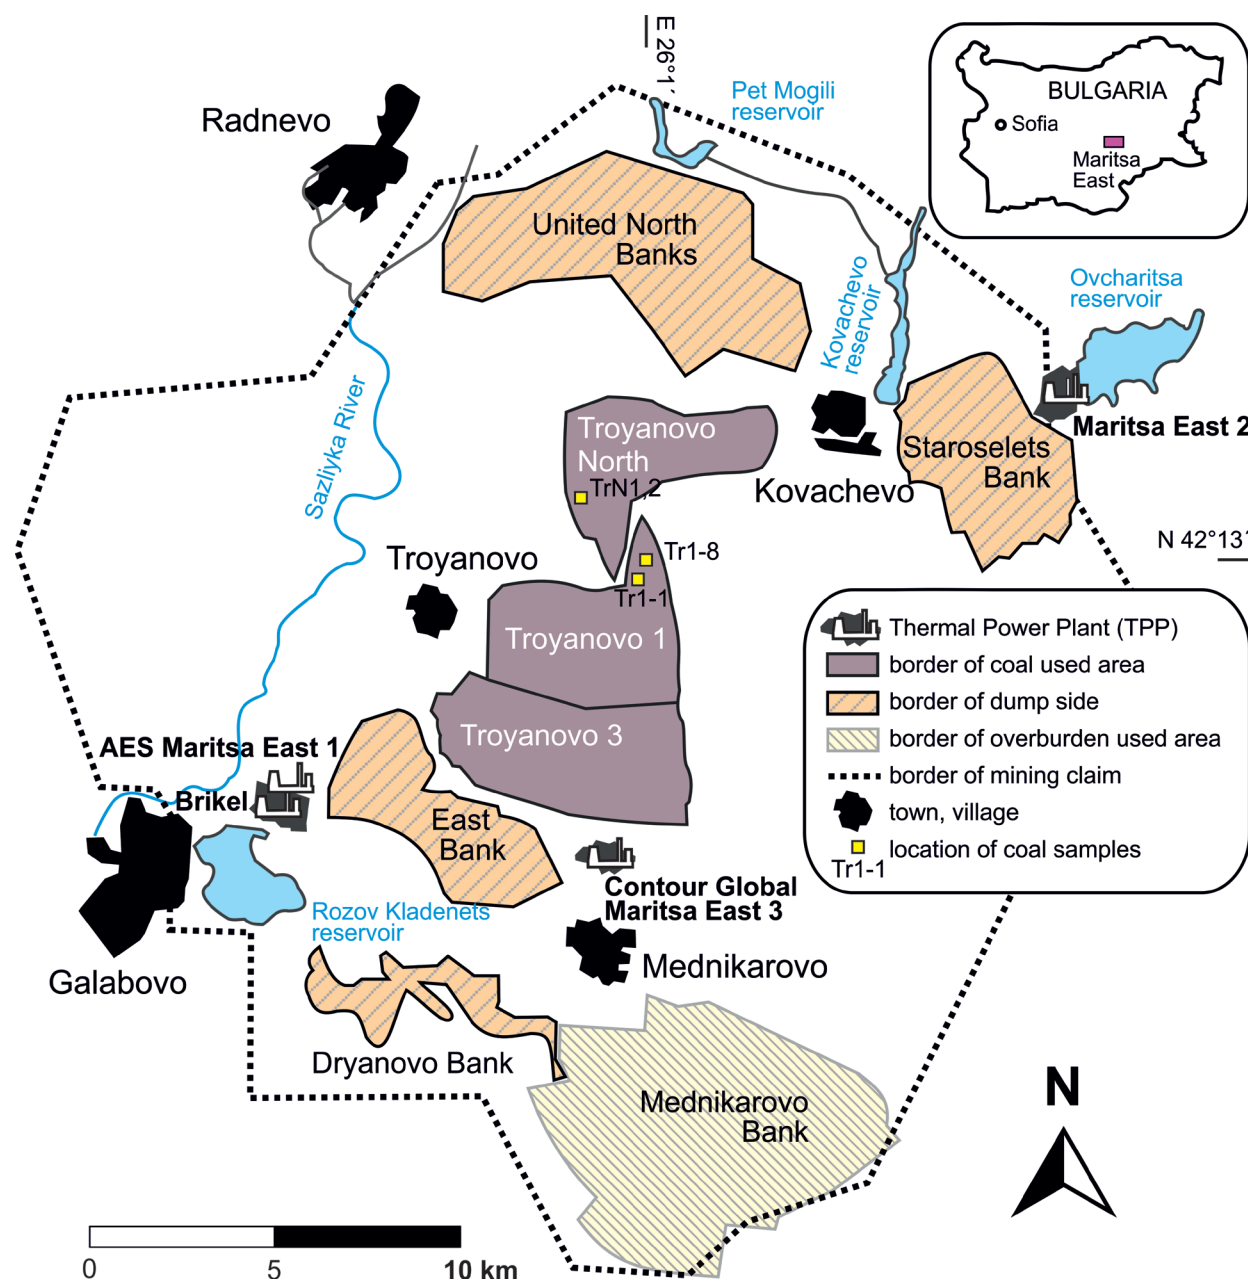 E 26°1´
Pet Mogili
reservoir
BULGARIA
Sofia
Maritsa
East
Radnevo
United North
Banks
Kovachevo
reservoir
Ovcharitsa
reservoir
Sazliyka River
Troyanovo
North
TrN1,2
Maritsa East 2
Staroselets
Bank
Kovachevo
N 42°13´
Troyanovo
Tr1-8
Tr1-1
Troyanovo 1
Thermal Power Plant (TPP)
border of coal used area
border of dump side
border of overburden used area
border of mining claim
town, village
location of coal samples
Tr1-1
Troyanovo 3
AES Maritsa East 1
Brikel
East
Bank
Contour Global
Maritsa East 3
Rozov Kladenets
reservoir
Mednikarovo
Galabovo
Dryanovo Bank
Mednikarovo
Bank
N
0 5 10 km